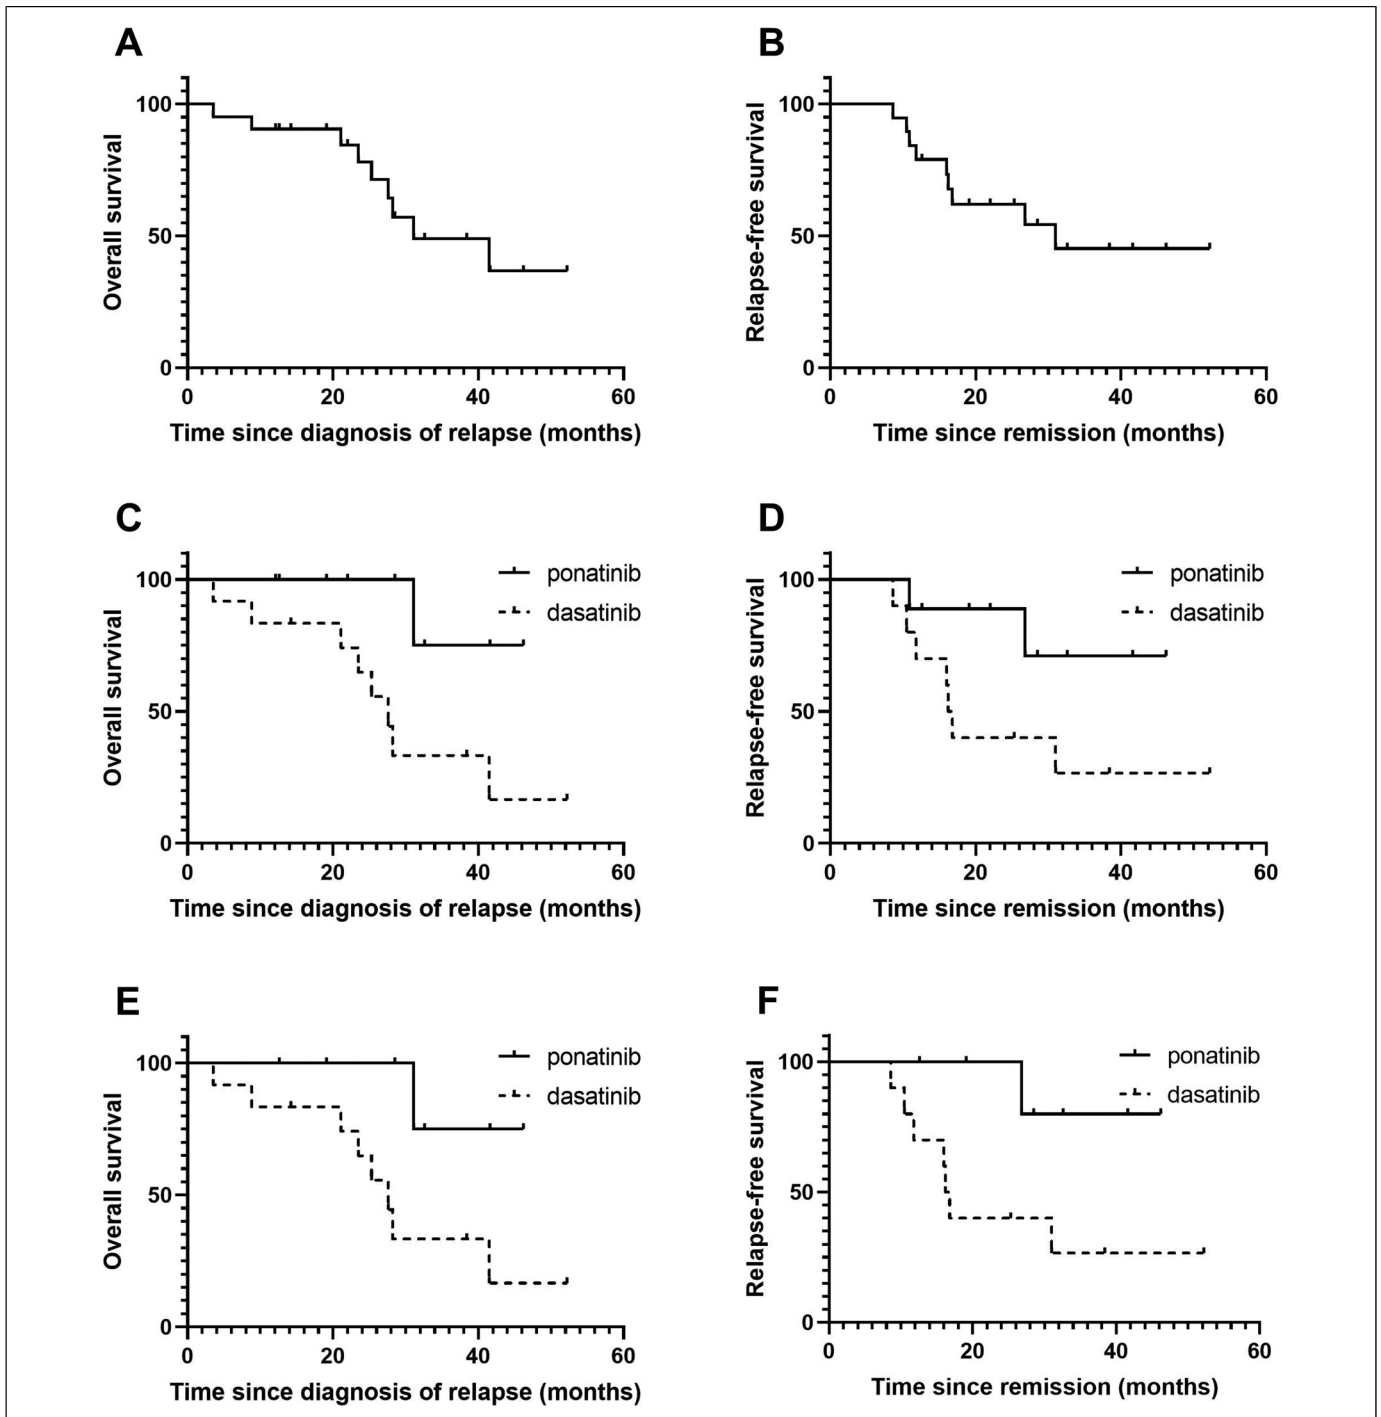 A
Overall survival
100
50
0
0 20 40 60
Time since diagnosis of relapse (months)
B
Relapse-free survival
100
50
0
0 20 40 60
Time since remission (months)
C
Overall survival
100
50
0
ponatinib
dasatinib
0 20 40 60
Time since diagnosis of relapse (months)
D
Relapse-free survival
100
50
0
ponatinib
dasatinib
0 20 40 60
Time since remission (months)
E
Overall survival
100
50
0
ponatinib
dasatinib
0 20 40 60
Time since diagnosis of relapse (months)
F
Relapse-free survival
100
50
0
ponatinib
dasatinib
0 20 40 60
Time since remission (months)